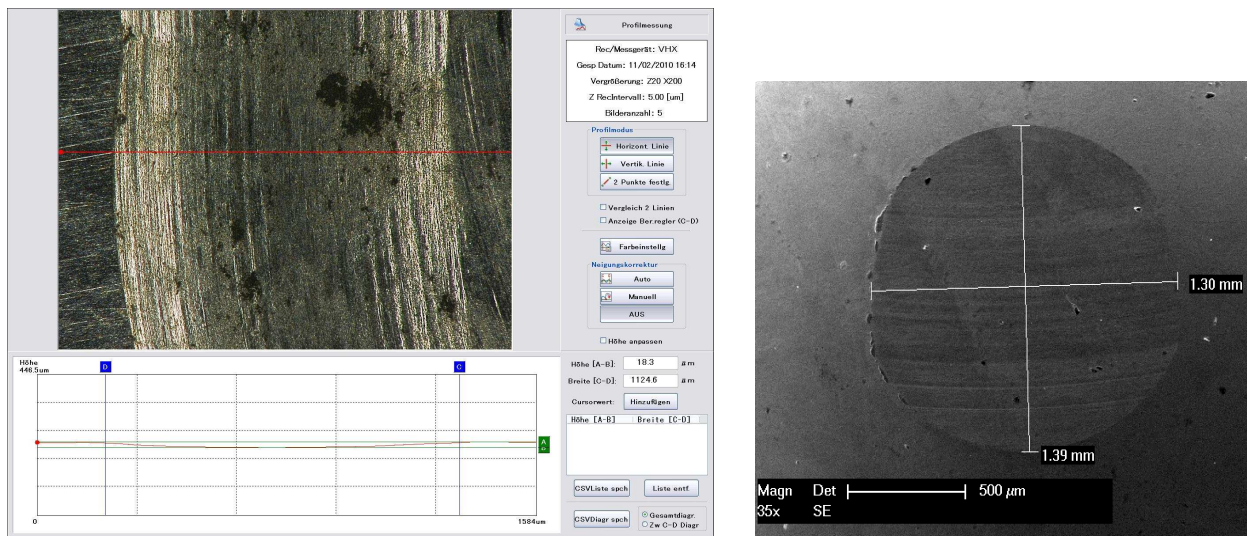 Profilmessung
Rec/Messgerät: VHX
Gesp Datum: 11/02/2010 16:14
Vergrößerung: Z20 X200
Z RecIntervall: 5.00 [um]
Bilderanzahl: 5
Profilmodus
Horizont. Linie
Vertik. Linie
2 Punkte festlg.
Vergleich 2 Linien
Anzeige Ber.regler (C-D)
Farbeinstellg
Neigungskorrektur
Auto
Manuell
AUS
Höhe anpassen
Höhe
446.5um
D
C
A
B
0
1584um
Höhe [A-B]: 18.3 µm
Breite [C-D]: 1124.6 µm
Cursorwert: Hinzufügen
Höhe [A-B] Breite [C-D]
CSVListe spch Liste entf.
CSVDiagr spch
Gesamtdiagr.
Zw C-D Diagr
1.30 mm
1.39 mm
Magn Det 500 µm
35x SE